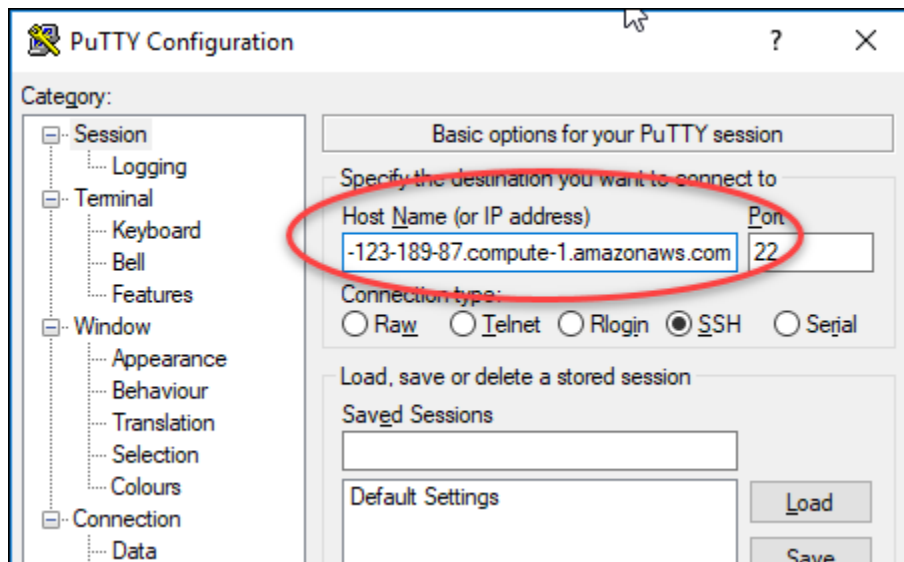 PuTTY Configuration
?
Category:
Session
Logging
Terminal
Keyboard
Bell
Features
Window
Appearance
Behaviour
Translation
Selection
Colours
Connection
Data
Basic options for your PuTTY session
Specify the destination you want to connect to
Host Name (or IP address) Port
-123-189-87.compute-1.amazonaws.com 22
Connection type:
Raw Telnet Rlogin SSH Serial
Load, save or delete a stored session
Saved Sessions
Default Settings
Load
Save